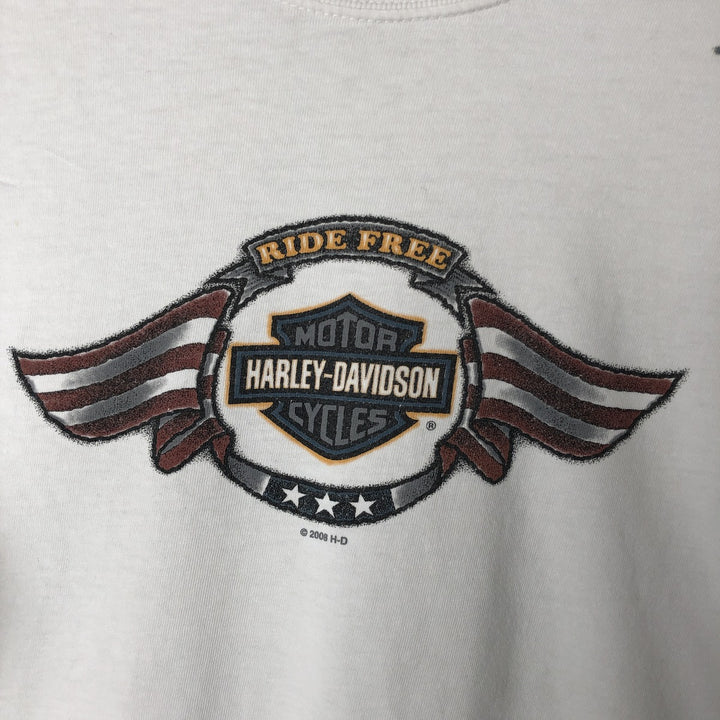 RIDE FREE
MOTOR
HARLEY-DAVIDSON
CYCLES
®
© 2008 H-D